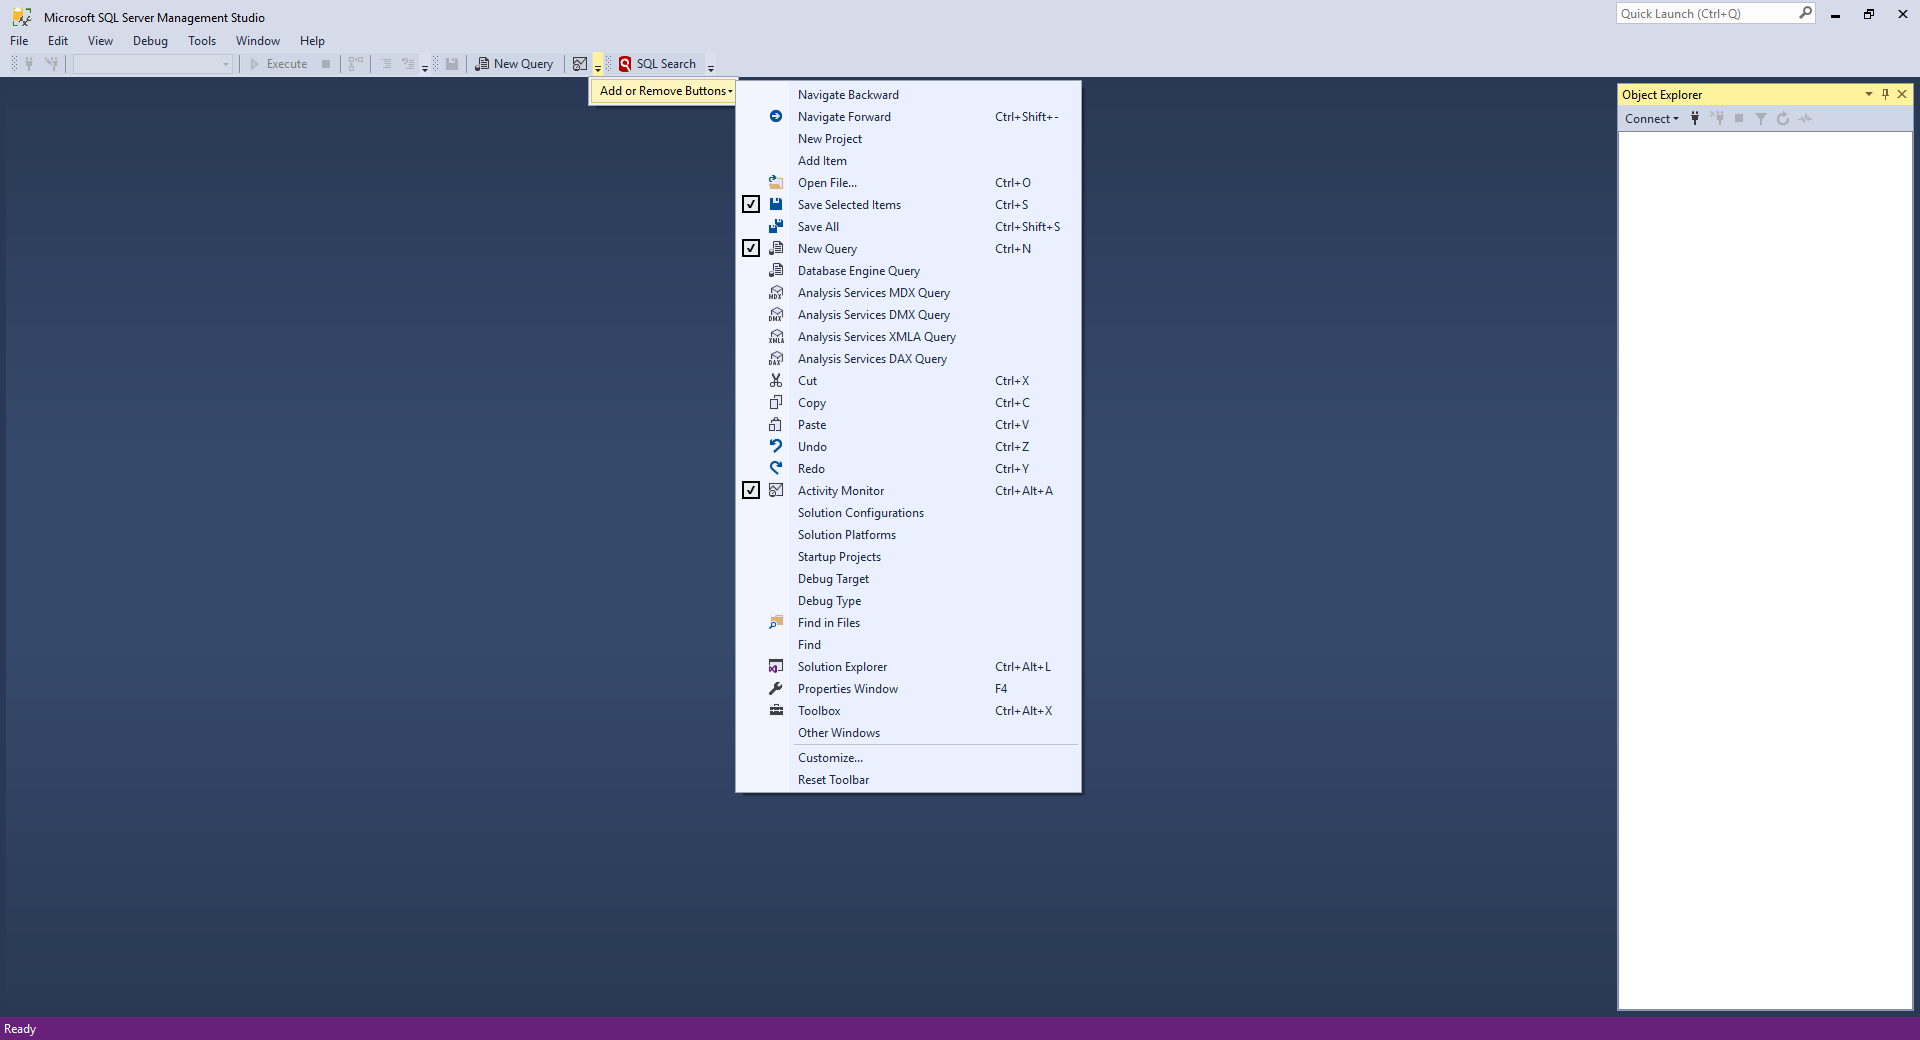 Microsoft SQL Server Management Studio
Quick Launch (Ctrl+Q)
File Edit View Debug Tools Window Help
Execute New Query SQL Search
Add or Remove Buttons
Navigate Backward
Navigate Forward Ctrl+Shift+-
New Project
Add Item
Open File... Ctrl+O
Save Selected Items Ctrl+S
Save All Ctrl+Shift+S
New Query Ctrl+N
Database Engine Query
MDX Analysis Services MDX Query
DMX Analysis Services DMX Query
XMLA Analysis Services XMLA Query
DAX Analysis Services DAX Query
Cut Ctrl+X
Copy Ctrl+C
Paste Ctrl+V
Undo Ctrl+Z
Redo Ctrl+Y
Activity Monitor Ctrl+Alt+A
Solution Configurations
Solution Platforms
Startup Projects
Debug Target
Debug Type
Find in Files
Find
Solution Explorer Ctrl+Alt+L
Properties Window F4
Toolbox Ctrl+Alt+X
Other Windows
Customize...
Reset Toolbar
Object Explorer
Connect
Ready